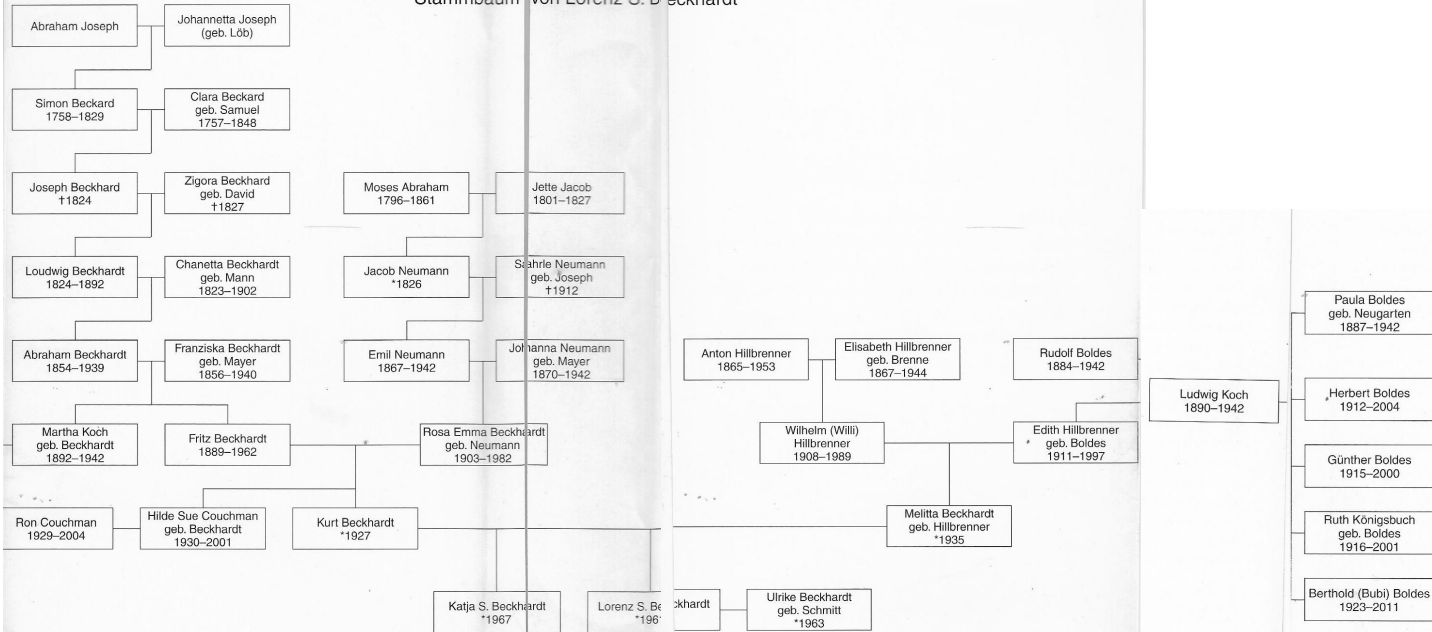 Stammbaum von Lorenz S. Beckhardt
Abraham Joseph
Johannetta Joseph
(geb. Löb)
Simon Beckard
1758–1829
Clara Beckard
geb. Samuel
1757–1848
Joseph Beckhard
†1824
Zigora Beckhard
geb. David
†1827
Moses Abraham
1796–1861
Jette Jacob
1801–1827
Loudwig Beckhardt
1824–1892
Chanetta Beckhardt
geb. Mann
1823–1902
Jacob Neumann
*1826
Saahrle Neumann
geb. Joseph
†1912
Abraham Beckhardt
1854–1939
Franziska Beckhardt
geb. Mayer
1856–1940
Emil Neumann
1867–1942
Johanna Neumann
geb. Mayer
1870–1942
Anton Hillbrenner
1865–1953
Elisabeth Hillbrenner
geb. Brenne
1867–1944
Rudolf Boldes
1884–1942
Paula Boldes
geb. Neugarten
1887–1942
Ludwig Koch
1890–1942
Herbert Boldes
1912–2004
Martha Koch
geb. Beckhardt
1892–1942
Fritz Beckhardt
1889–1962
Rosa Emma Beckhardt
geb. Neumann
1903–1982
Wilhelm (Willi)
Hillbrenner
1908–1989
Edith Hillbrenner
geb. Boldes
1911–1997
Günther Boldes
1915–2000
Ron Couchman
1929–2004
Hilde Sue Couchman
geb. Beckhardt
1930–2001
Kurt Beckhardt
*1927
Melitta Beckhardt
geb. Hillbrenner
*1935
Ruth Königsbuch
geb. Boldes
1916–2001
Katja S. Beckhardt
*1967
Lorenz S. Beckhardt
*196
Ulrike Beckhardt
geb. Schmitt
*1963
Berthold (Bubi) Boldes
1923–2011